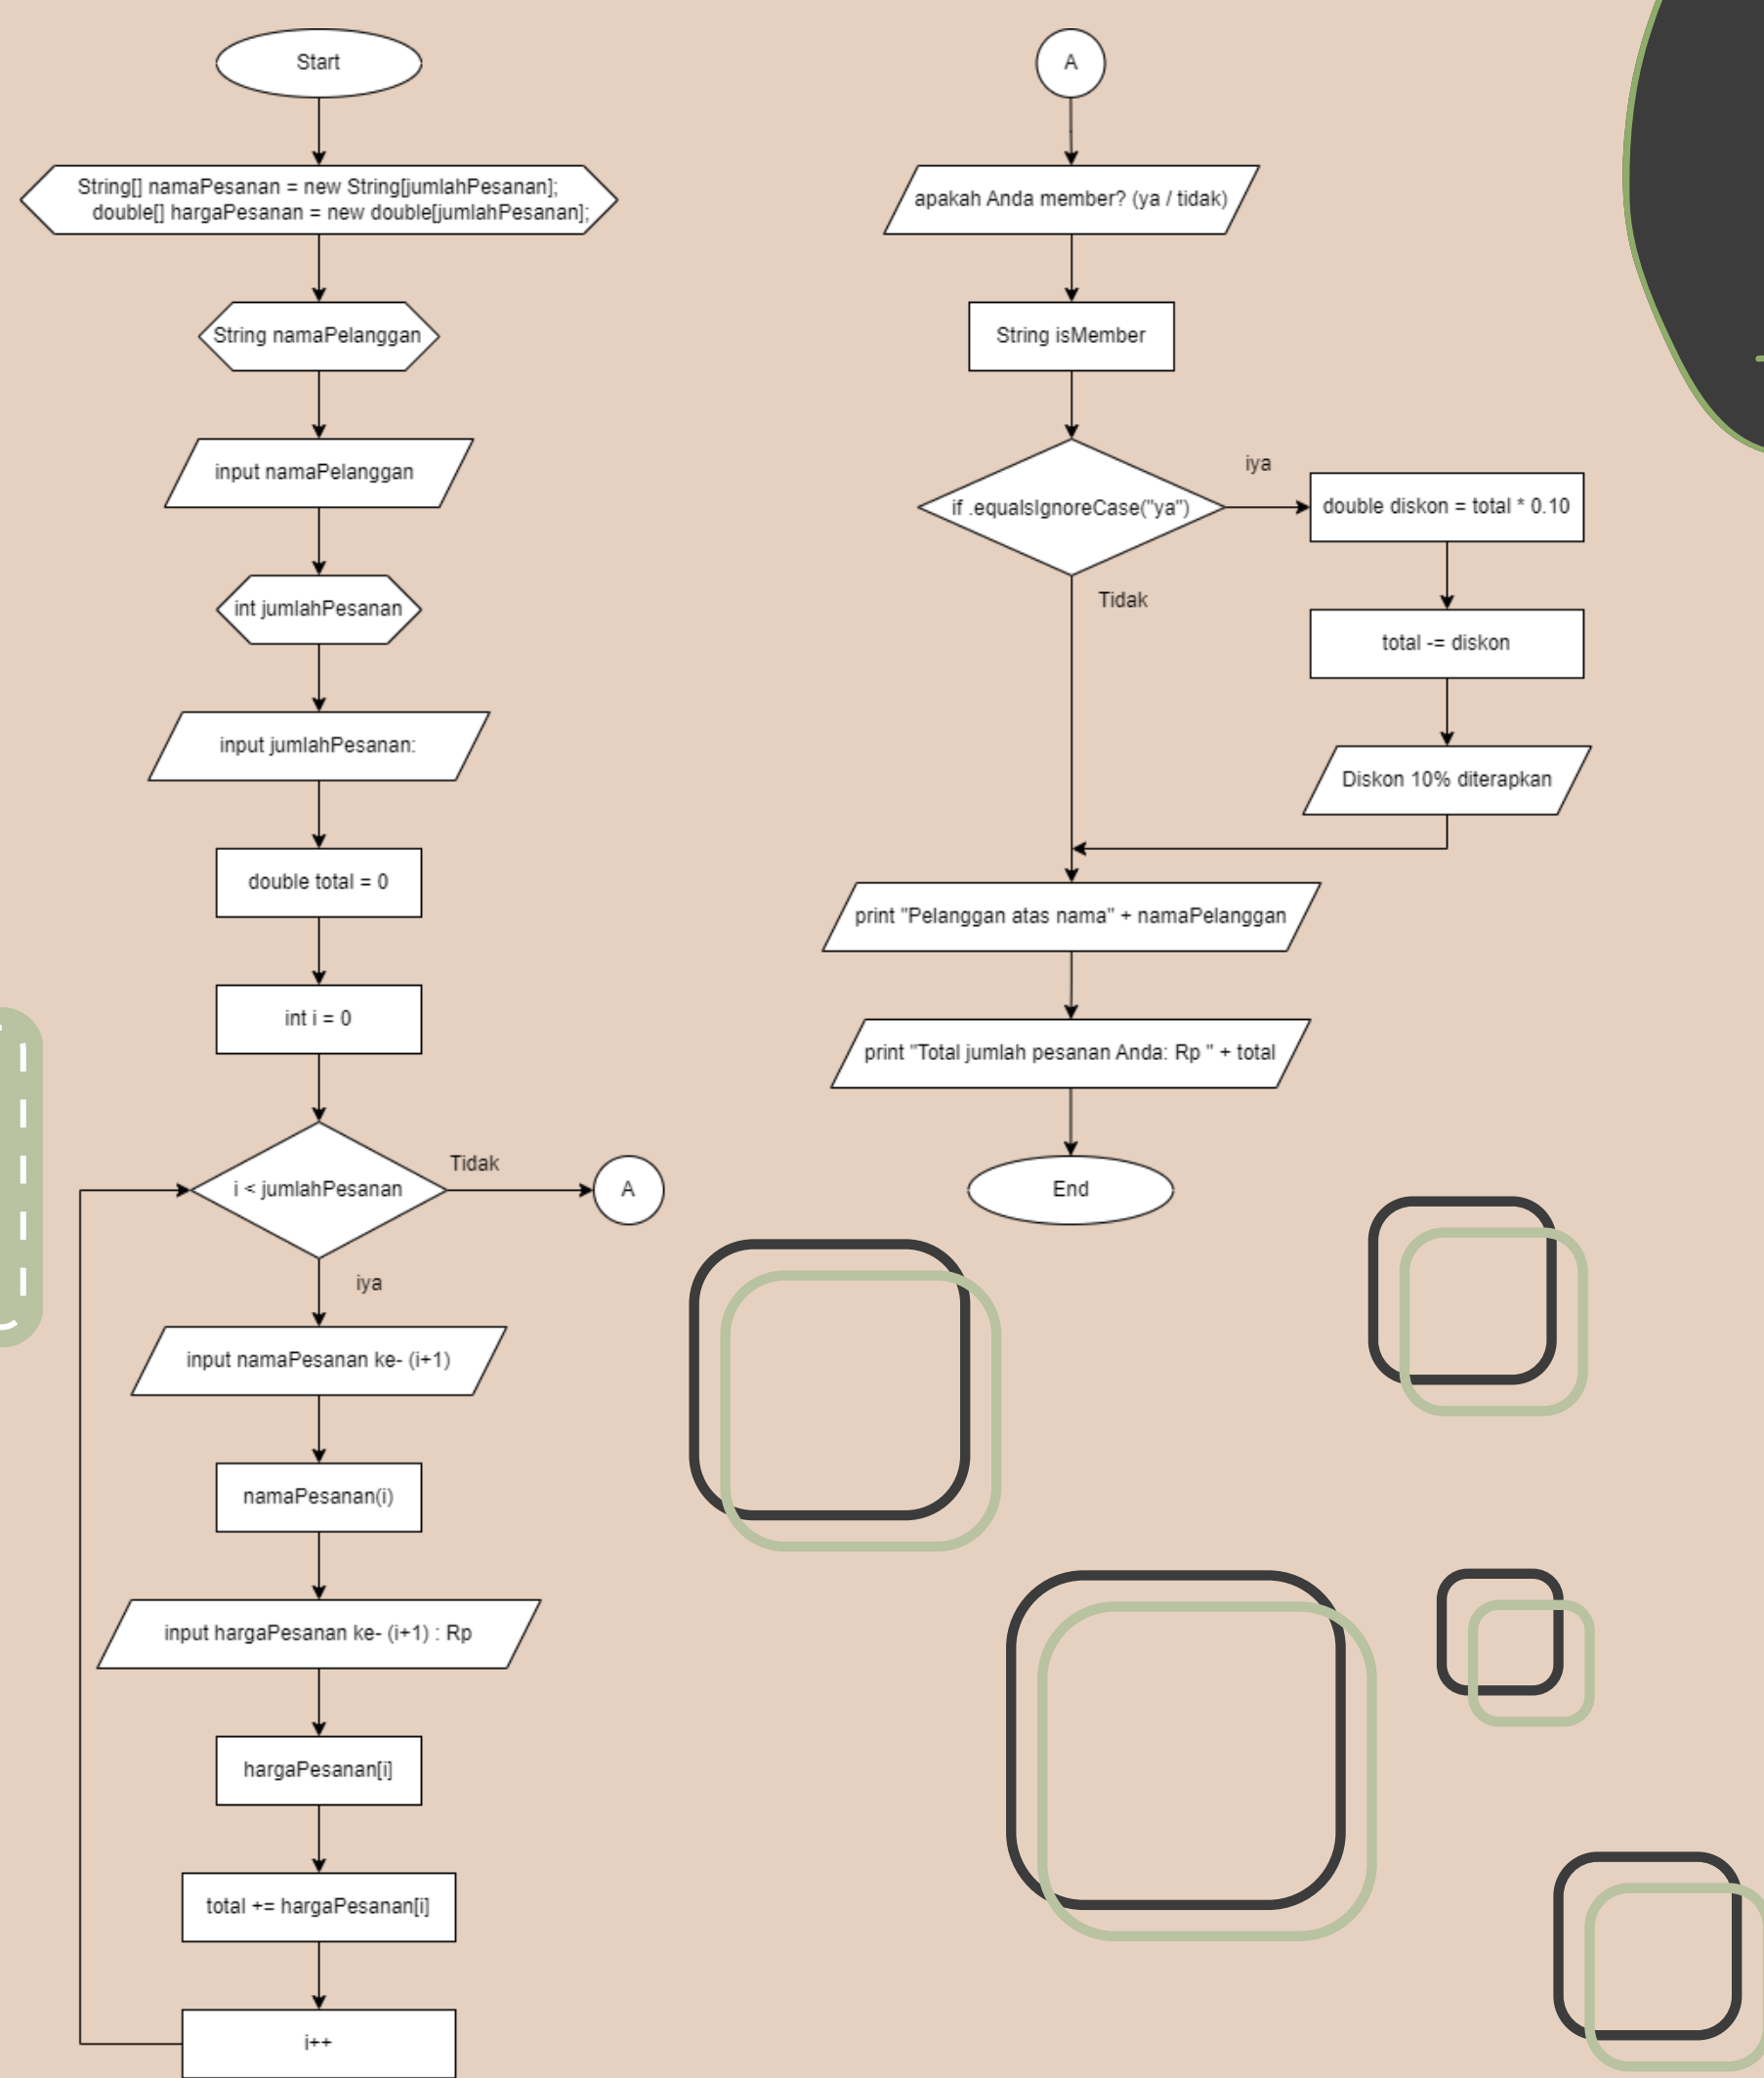 Start
String[] namaPesanan = new String[jumlahPesanan];
double[] hargaPesanan = new double[jumlahPesanan];
String namaPelanggan
input namaPelanggan
int jumlahPesanan
input jumlahPesanan:
double total = 0
int i = 0
i < jumlahPesanan
Tidak
A
iya
input namaPesanan ke- (i+1)
namaPesanan(i)
input hargaPesanan ke- (i+1) : Rp
hargaPesanan[i]
total += hargaPesanan[i]
i++
A
apakah Anda member? (ya / tidak)
String isMember
if .equalsIgnoreCase("ya")
iya
double diskon = total * 0.10
total -= diskon
Diskon 10% diterapkan
Tidak
print "Pelanggan atas nama" + namaPelanggan
print "Total jumlah pesanan Anda: Rp " + total
End